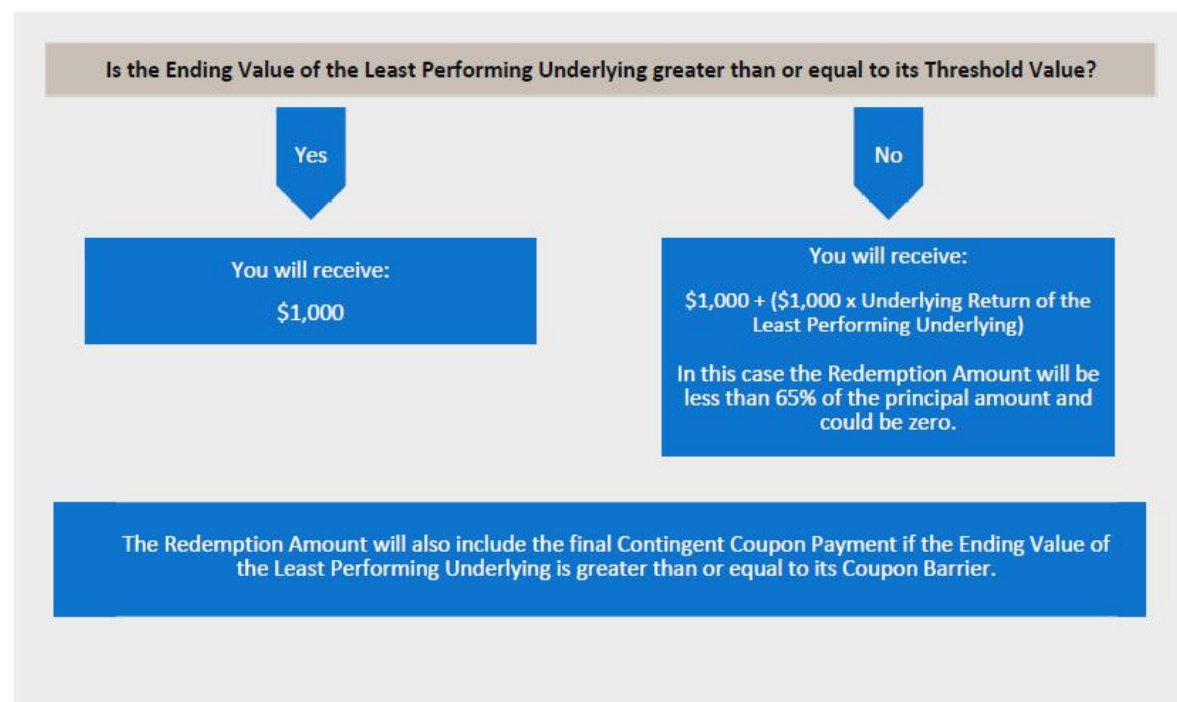 Is the Ending Value of the Least Performing Underlying greater than or equal to its Threshold Value?
Yes
No
You will receive:
$1,000
You will receive:
$1,000 + ($1,000 x Underlying Return of the
Least Performing Underlying)
In this case the Redemption Amount will be
less than 65% of the principal amount and
could be zero.
The Redemption Amount will also include the final Contingent Coupon Payment if the Ending Value of
the Least Performing Underlying is greater than or equal to its Coupon Barrier.